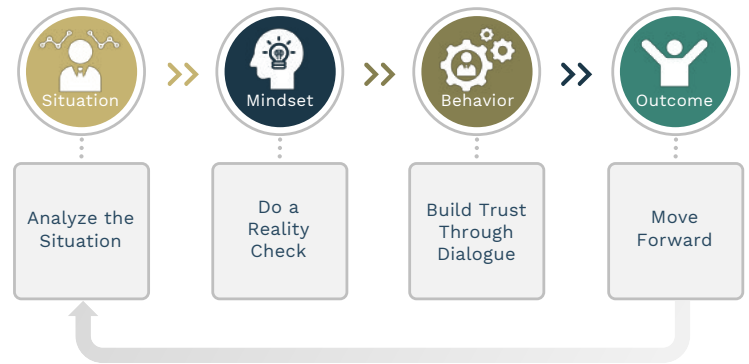 Situation
Mindset
Behavior
Outcome
Analyze the
Situation
Do a
Reality
Check
Build Trust
Through
Dialogue
Move
Forward